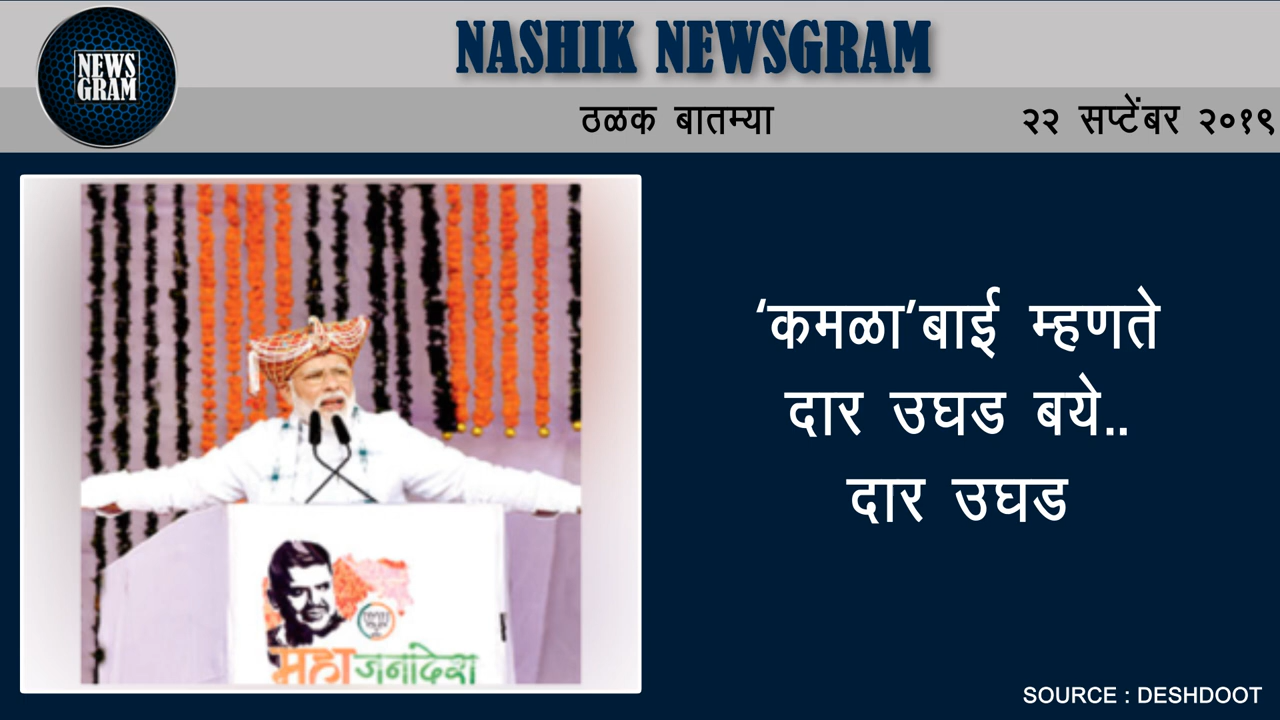 NEWS
GRAM
NASHIK NEWSGRAM
ठळक बातम्या
२२ सप्टेंबर २०१९
‘कमळा’बाई म्हणते
दार उघड बये..
दार उघड
महाजनादेश
SOURCE : DESHDOOT